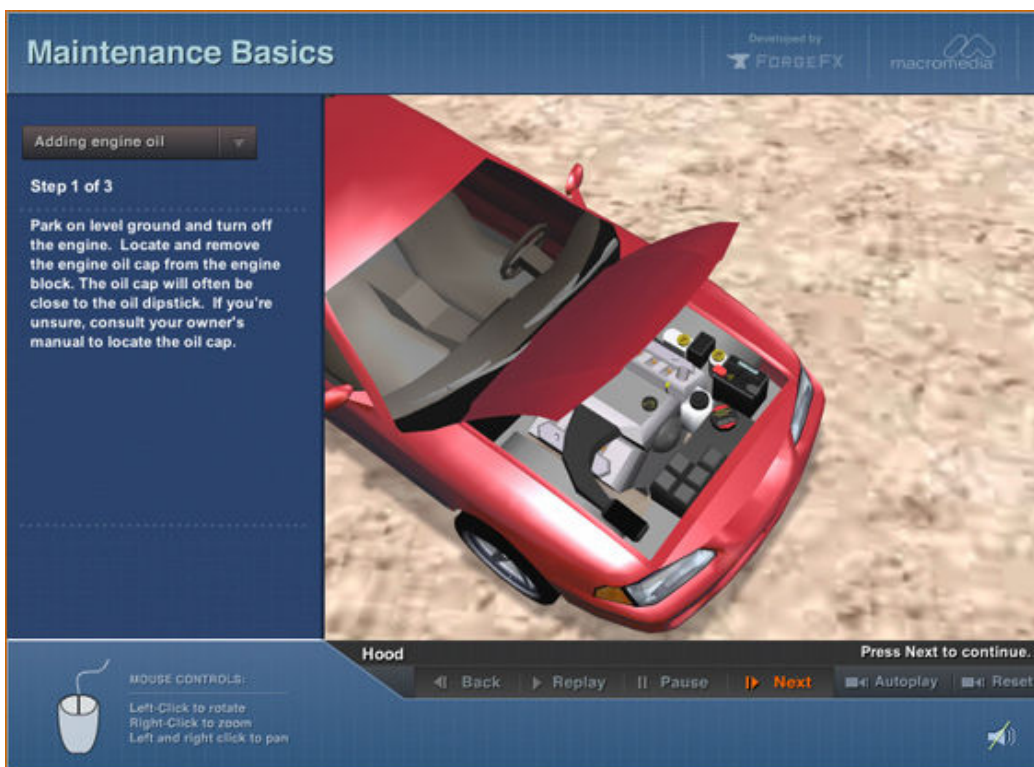 Maintenance Basics
Developed by
FORGEFX
macromedia
Adding engine oil
Step 1 of 3
Park on level ground and turn off
the engine. Locate and remove
the engine oil cap from the engine
block. The oil cap will often be
close to the oil dipstick. If you're
unsure, consult your owner's
manual to locate the oil cap.
Hood
Press Next to continue.
Back
Replay
Pause
Next
Autoplay
Reset
MOUSE CONTROLS:
Left-Click to rotate
Right-Click to zoom
Left and right click to pan